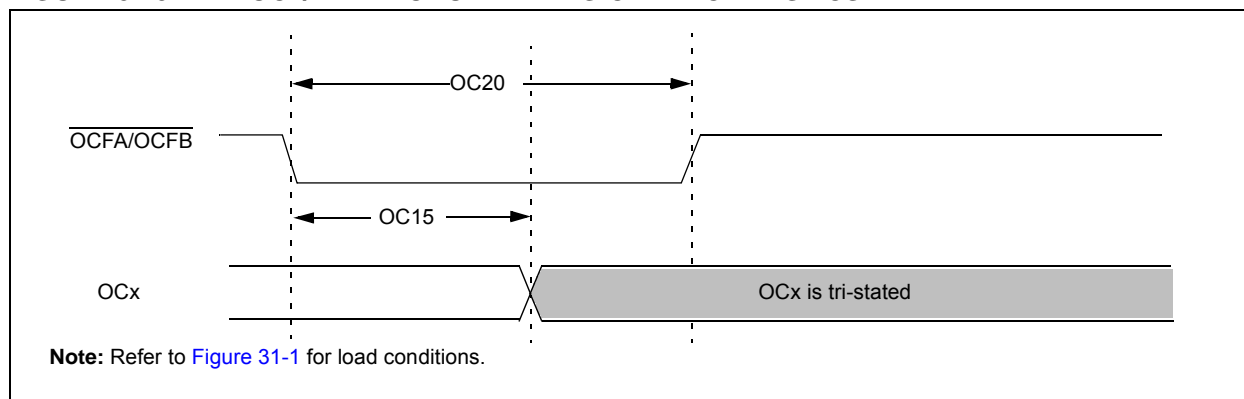 OC20
OCFA/OCFB
OC15
OCx
OCx is tri-stated
Note: Refer to Figure 31-1 for load conditions.